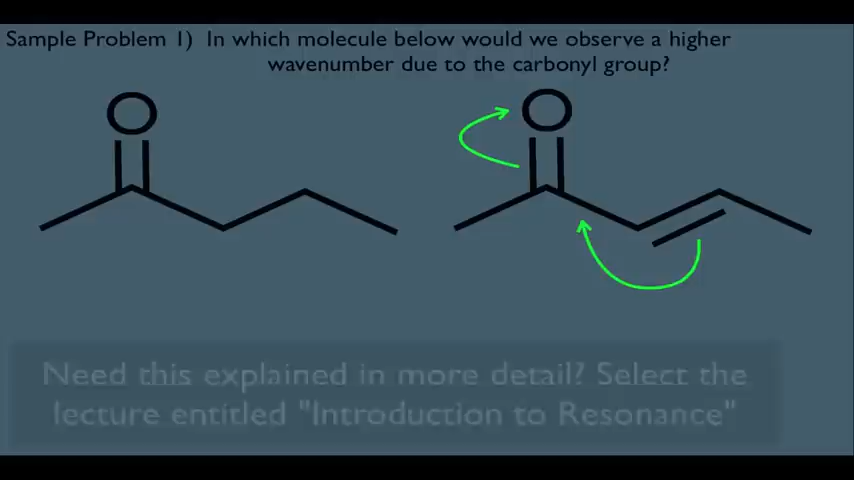 Sample Problem 1) In which molecule below would we observe a higher
wavenumber due to the carbonyl group?
O
O
Need this explained in more detail? Select the
lecture entitled "Introduction to Resonance"